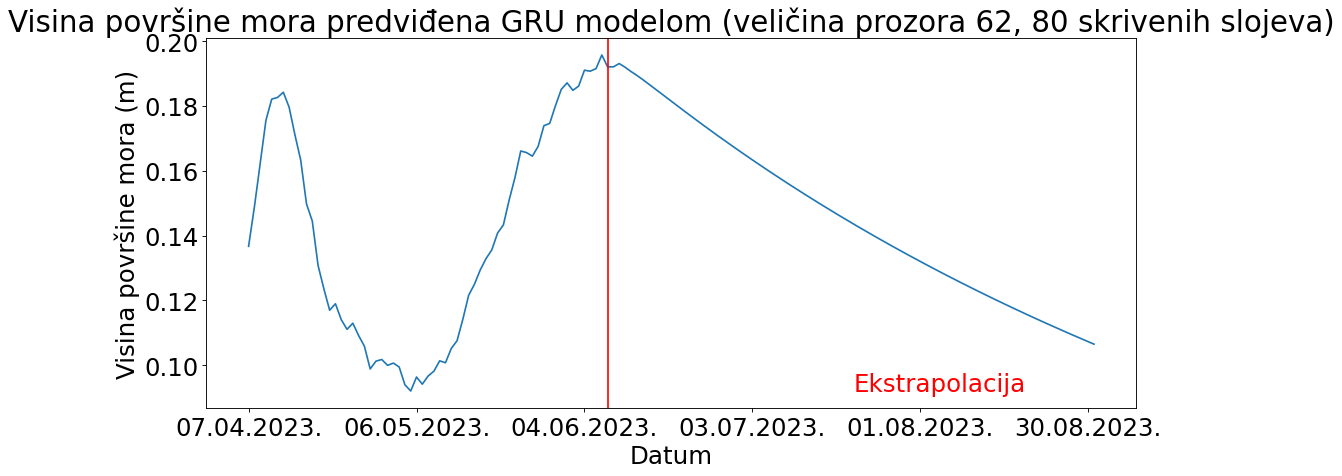 Visina površine mora predviđena GRU modelom (veličina prozora 62, 80 skrivenih slojeva)
Visina površine mora (m)
0.20
0.18
0.16
0.14
0.12
0.10
Ekstrapolacija
07.04.2023. 06.05.2023. 04.06.2023. 03.07.2023. 01.08.2023. 30.08.2023.
Datum